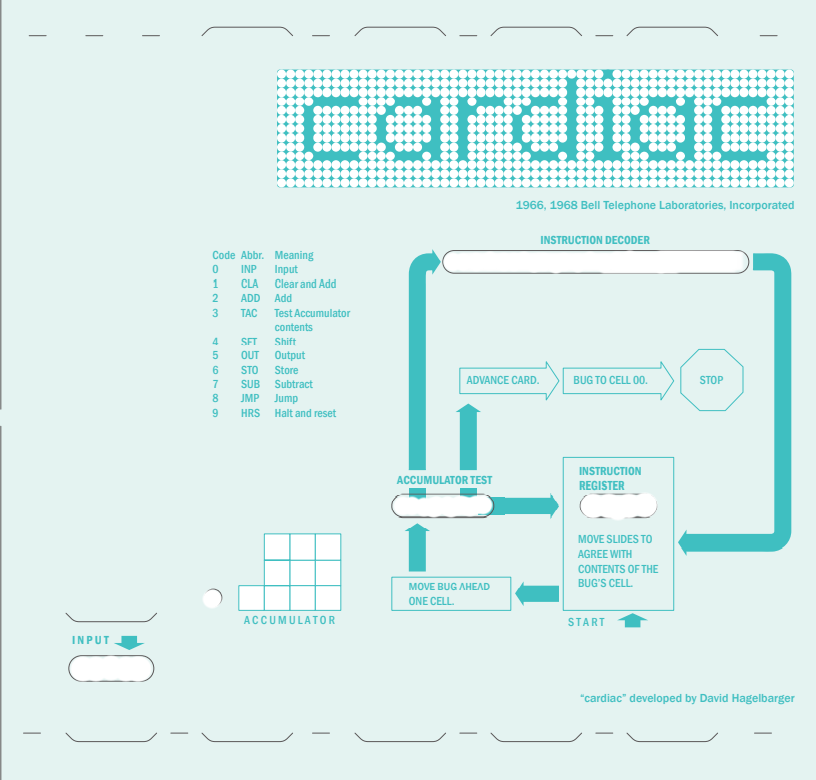 cardiac
1966, 1968 Bell Telephone Laboratories, Incorporated
INSTRUCTION DECODER
Code Abbr. Meaning
0 INP Input
1 CLA Clear and Add
2 ADD Add
3 TAC Test Accumulator
contents
4 SFT Shift
5 OUT Output
6 STO Store
7 SUB Subtract
8 JMP Jump
9 HRS Halt and reset
ADVANCE CARD.
BUG TO CELL 00.
STOP
ACCUMULATOR TEST
INSTRUCTION
REGISTER
MOVE SLIDES TO
AGREE WITH
CONTENTS OF THE
BUG'S CELL.
MOVE BUG AHEAD
ONE CELL.
START
ACCUMULATOR
INPUT
“cardiac” developed by David Hagelbarger